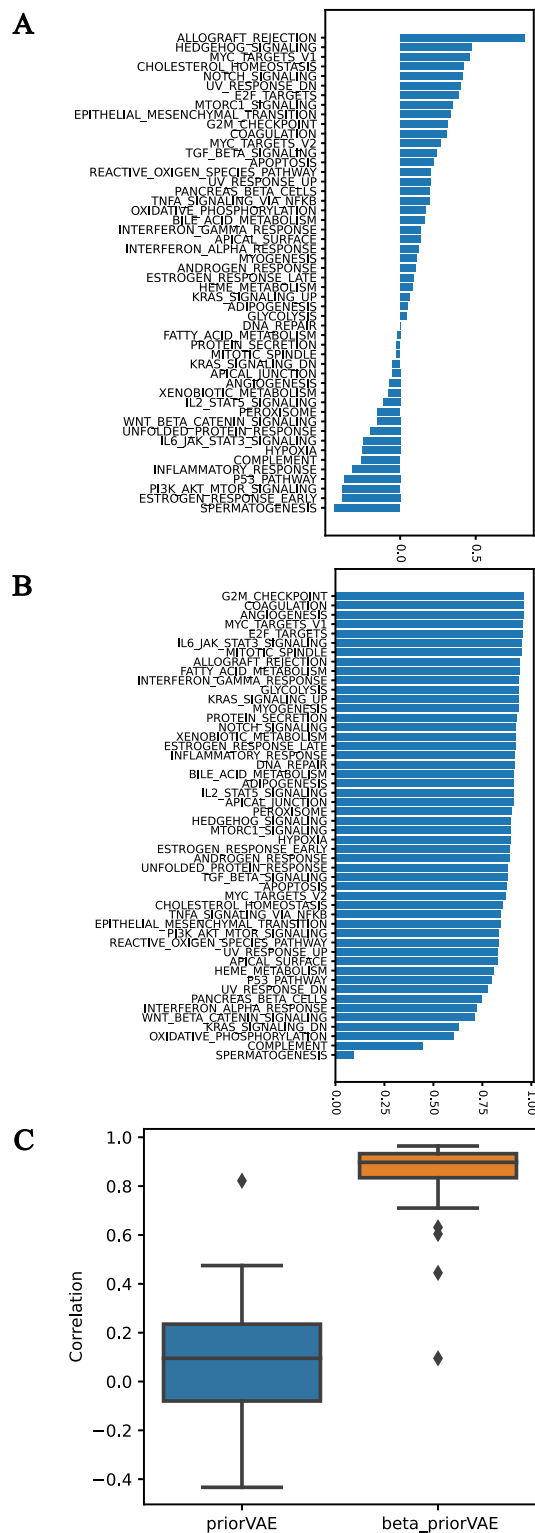 A
ALLOGRAFT_REJECTION
HEDGEHOG_SIGNALING
MYC_TARGETS_V1
CHOLESTEROL_HOMEOSTASIS
NOTCH_SIGNALING
UV_RESPONSE_DN
E2F_TARGETS
MTORC1_SIGNALING
EPITHELIAL_MESENCHYMAL_TRANSITION
G2M_CHECKPOINT
COAGULATION
MYC_TARGETS_V2
TGF_BETA_SIGNALING
APOPTOSIS
REACTIVE_OXIGEN_SPECIES_PATHWAY
UV_RESPONSE_UP
PANCREAS_BETA_CELLS
TNFA_SIGNALING_VIA_NFKB
OXIDATIVE_PHOSPHORYLATION
BILE_ACID_METABOLISM
INTERFERON_GAMMA_RESPONSE
APICAL_SURFACE
INTERFERON_ALPHA_RESPONSE
MYOGENESIS
ANDROGEN_RESPONSE
ESTROGEN_RESPONSE_LATE
HEME_METABOLISM
KRAS_SIGNALING_UP
ADIPOGENESIS
GLYCOLYSIS
DNA_REPAIR
FATTY_ACID_METABOLISM
PROTEIN_SECRETION
MITOTIC_SPINDLE
KRAS_SIGNALING_DN
APICAL_JUNCTION
ANGIOGENESIS
XENOBIOTIC_METABOLISM
IL2_STAT5_SIGNALING
PEROXISOME
WNT_BETA_CATENIN_SIGNALING
UNFOLDED_PROTEIN_RESPONSE
IL6_JAK_STAT3_SIGNALING
HYPOXIA
COMPLEMENT
INFLAMMATORY_RESPONSE
P53_PATHWAY
PI3K_AKT_MTOR_SIGNALING
ESTROGEN_RESPONSE_EARLY
SPERMATOGENESIS
0.0 0.5
B
G2M_CHECKPOINT
COAGULATION
ANGIOGENESIS
MYC_TARGETS_V1
E2F_TARGETS
IL6_JAK_STAT3_SIGNALING
MITOTIC_SPINDLE
ALLOGRAFT_REJECTION
FATTY_ACID_METABOLISM
INTERFERON_GAMMA_RESPONSE
GLYCOLYSIS
KRAS_SIGNALING_UP
MYOGENESIS
PROTEIN_SECRETION
NOTCH_SIGNALING
XENOBIOTIC_METABOLISM
ESTROGEN_RESPONSE_LATE
INFLAMMATORY_RESPONSE
DNA_REPAIR
BILE_ACID_METABOLISM
ADIPOGENESIS
IL2_STAT5_SIGNALING
APICAL_JUNCTION
PEROXISOME
HEDGEHOG_SIGNALING
MTORC1_SIGNALING
HYPOXIA
ESTROGEN_RESPONSE_EARLY
ANDROGEN_RESPONSE
UNFOLDED_PROTEIN_RESPONSE
TGF_BETA_SIGNALING
APOPTOSIS
MYC_TARGETS_V2
CHOLESTEROL_HOMEOSTASIS
TNFA_SIGNALING_VIA_NFKB
EPITHELIAL_MESENCHYMAL_TRANSITION
PI3K_AKT_MTOR_SIGNALING
REACTIVE_OXIGEN_SPECIES_PATHWAY
UV_RESPONSE_UP
APICAL_SURFACE
HEME_METABOLISM
P53_PATHWAY
UV_RESPONSE_DN
PANCREAS_BETA_CELLS
INTERFERON_ALPHA_RESPONSE
WNT_BETA_CATENIN_SIGNALING
KRAS_SIGNALING_DN
OXIDATIVE_PHOSPHORYLATION
COMPLEMENT
SPERMATOGENESIS
0.00 0.25 0.50 0.75 1.00
C
Correlation
1.0
0.8
0.6
0.4
0.2
0.0
−0.2
−0.4
priorVAE beta_priorVAE